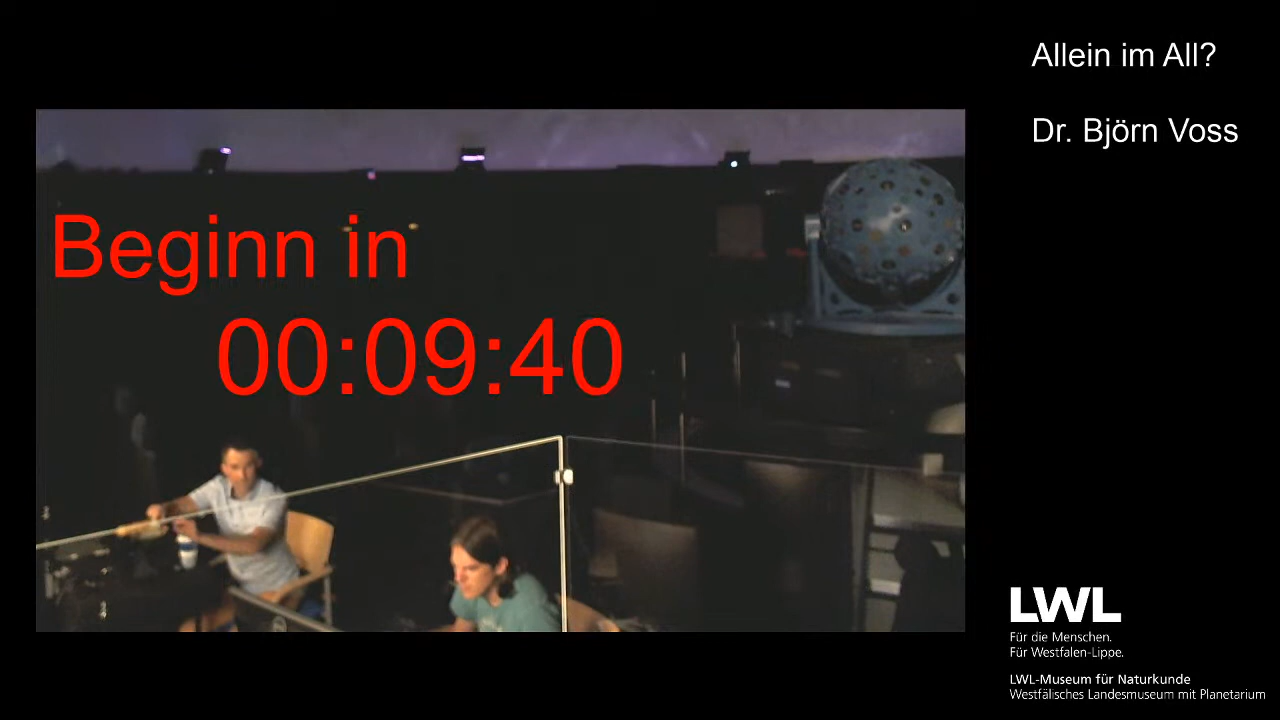 Allein im All?
Dr. Björn Voss
Beginn in
00:09:40
LWL
Für die Menschen.
Für Westfalen-Lippe.
LWL-Museum für Naturkunde
Westfälisches Landesmuseum mit Planetarium